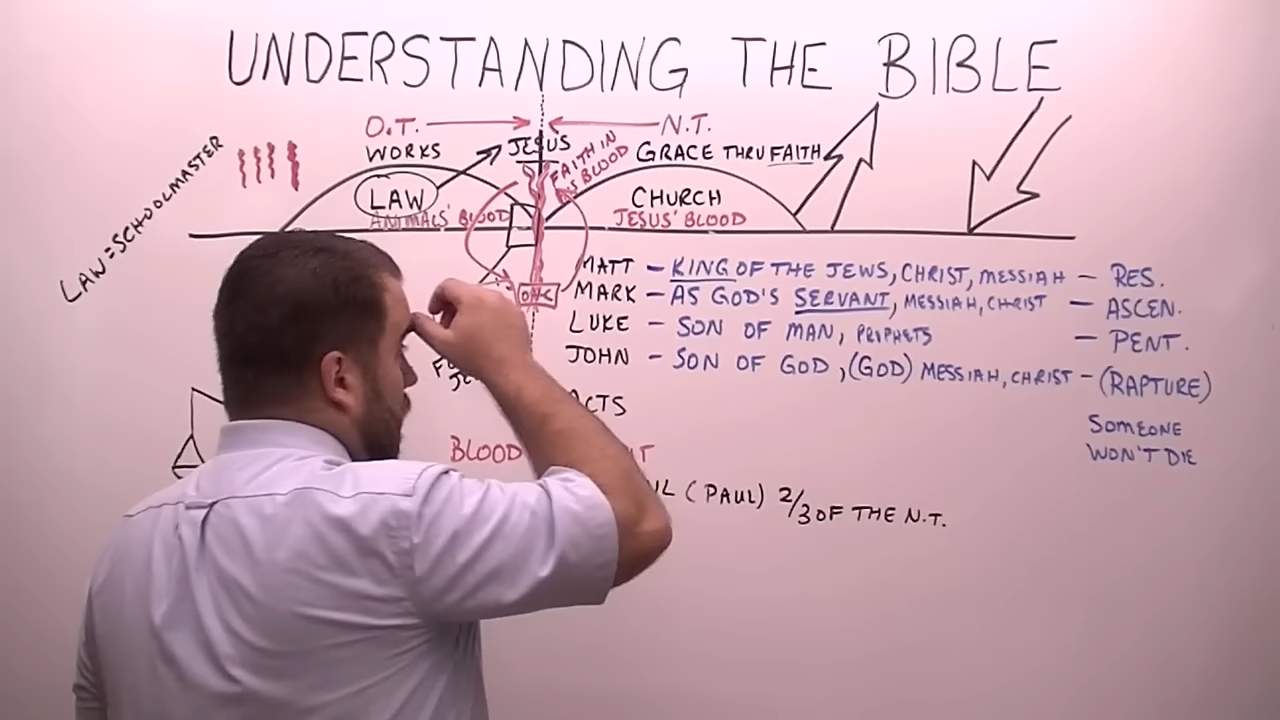 UNDERSTANDING THE BIBLE
O.T. N.T.
WORKS JESUS GRACE THRU FAITH
FAITH IN
BLOOD
LAW = SCHOOLMASTER
LAW CHURCH
ANIMALS' BLOOD JESUS' BLOOD
MATT – KING OF THE JEWS, CHRIST, MESSIAH – RES.
MARK – AS GOD'S SERVANT, MESSIAH, CHRIST – ASCEN.
LUKE – SON OF MAN, PROPHETS – PENT.
JOHN – SON OF GOD, (GOD) MESSIAH, CHRIST – (RAPTURE)
ACTS
SOMEONE
WON'T DIE
BLOOD
(PAUL) 2/3 OF THE N.T.